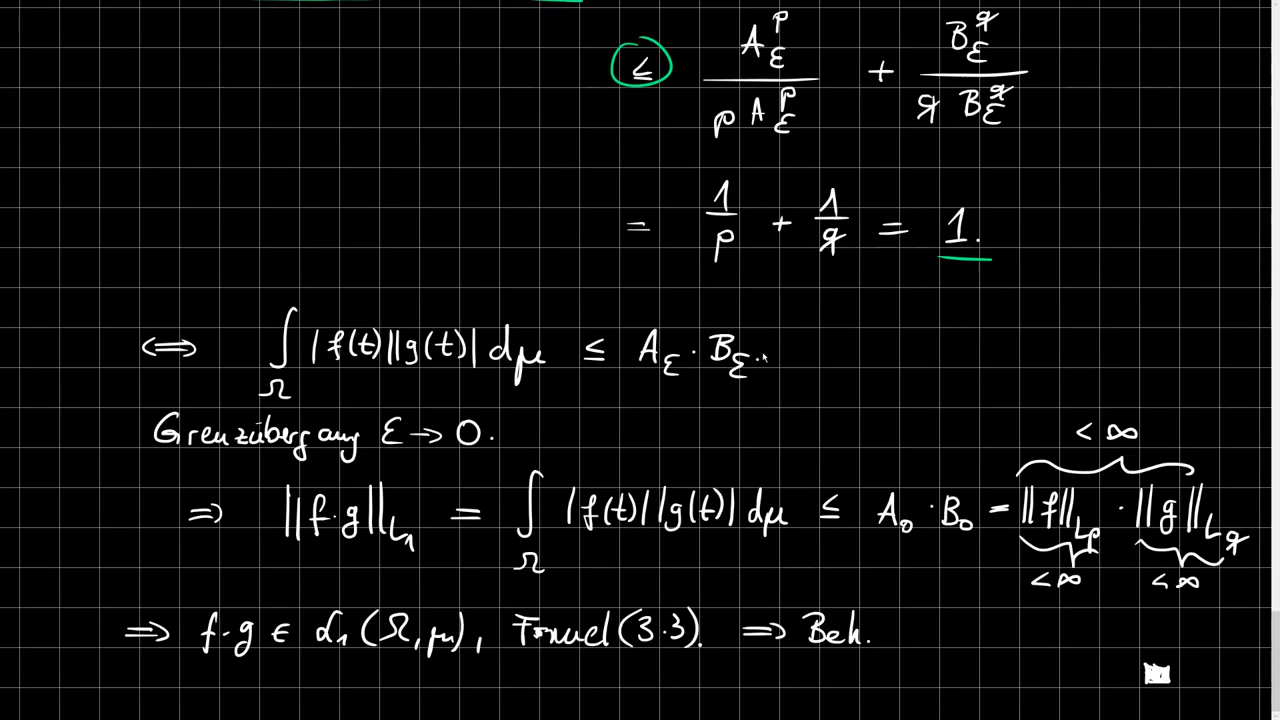 ≤ A_ε^p / (p A_ε^p) + B_ε^q / (q B_ε^q)
= 1/p + 1/q = 1.
⟺ ∫_Ω |f(t)||g(t)| dμ ≤ A_ε · B_ε.
Grenzübergang ε → 0.
⇒ ||f·g||_{L_1} = ∫_Ω |f(t)||g(t)| dμ ≤ A_0 · B_0 = ||f||_{L_p} · ||g||_{L_q}
< ∞
< ∞ < ∞
⇒ f·g ∈ ℒ_1(Ω, μ), Formel (3.3). ⇒ Beh.